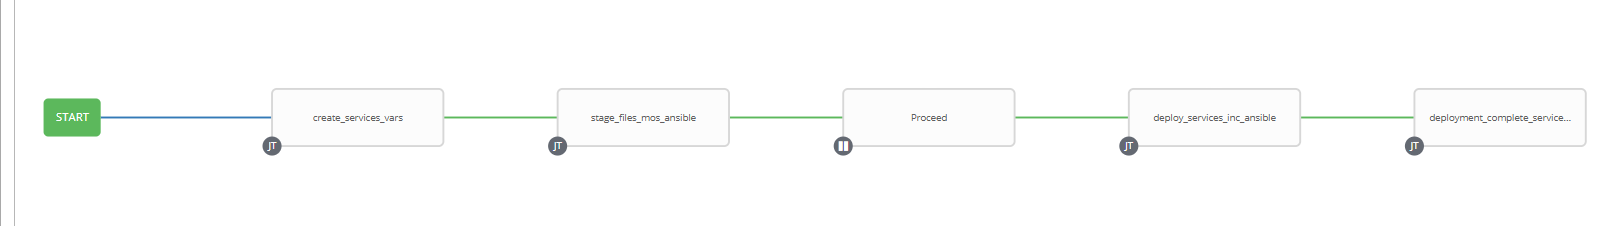 START
create_services_vars
stage_files_mos_ansible
Proceed
deploy_services_inc_ansible
deployment_complete_service...
JT
JT
JT
JT